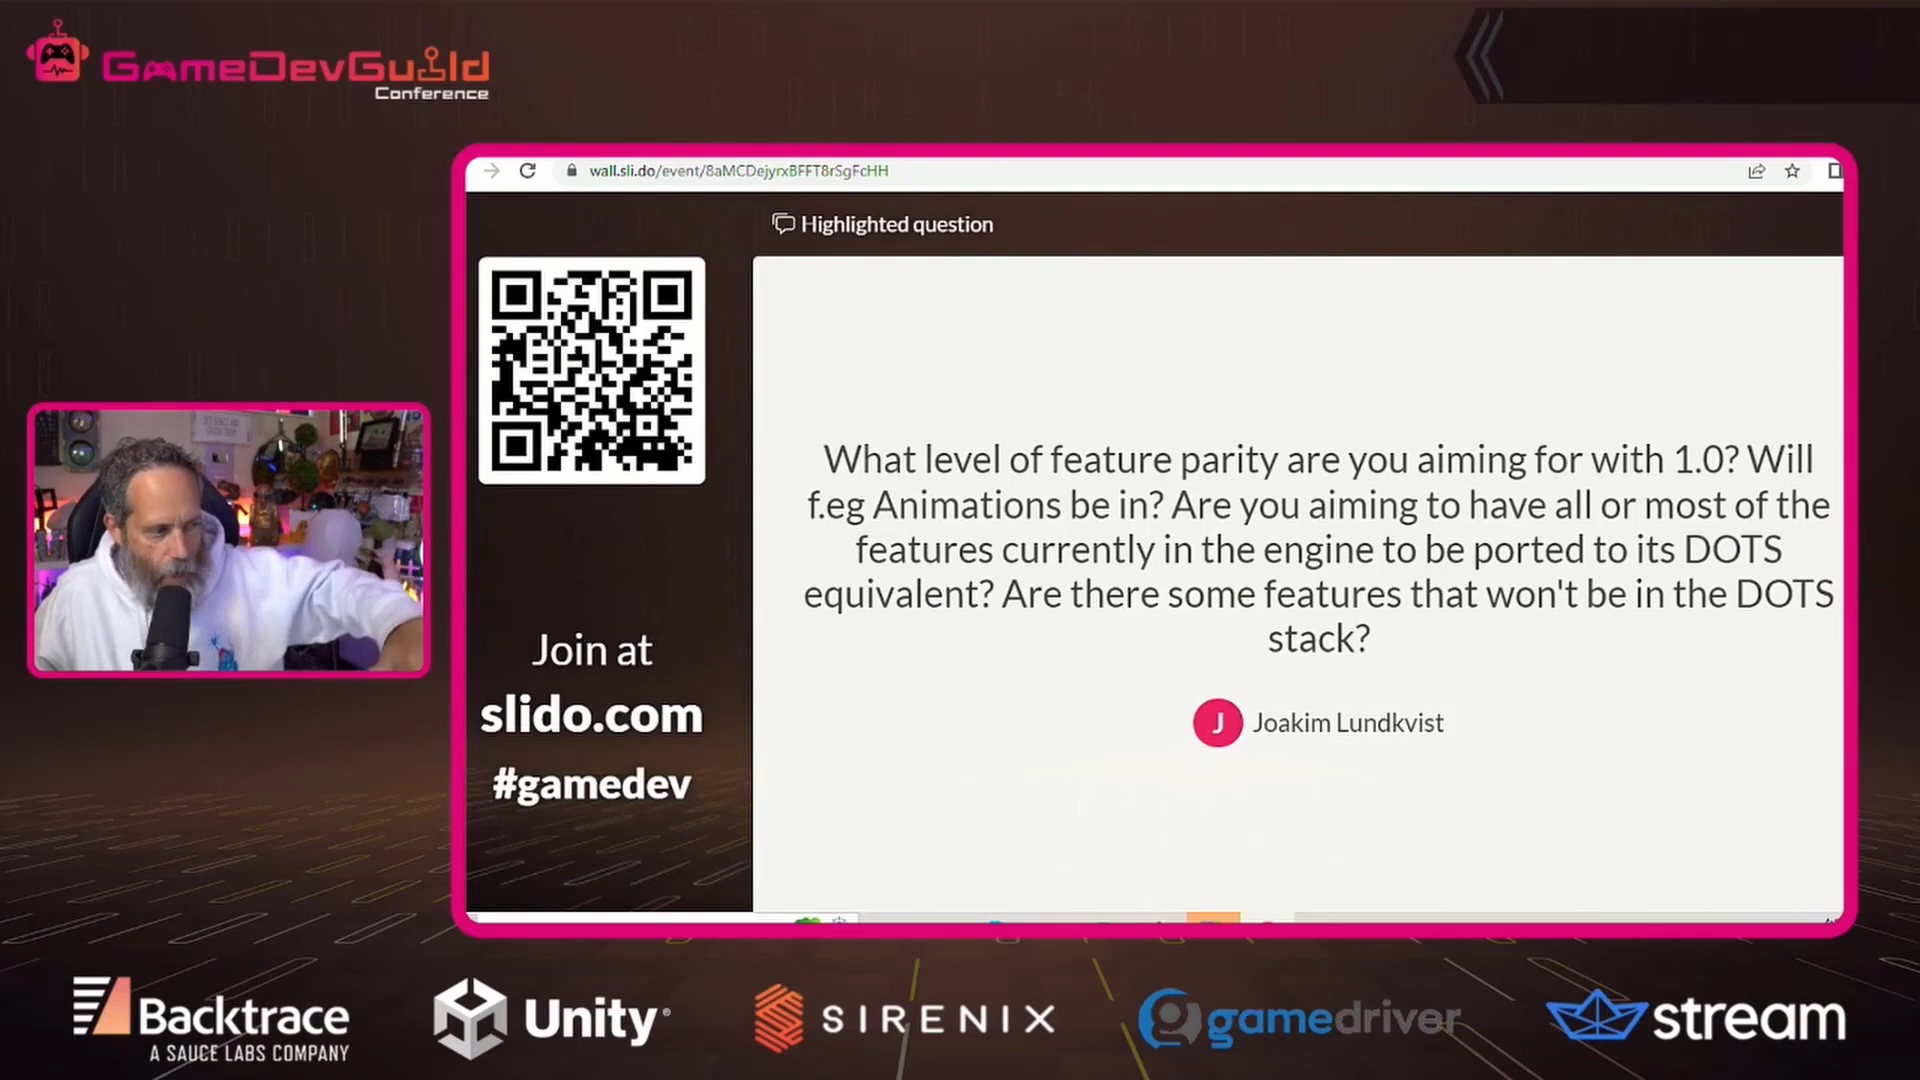 GameDevGuild
Conference
wall.sli.do/event/8aMCDejyrxBFFT8rSgFcHH
Highlighted question
What level of feature parity are you aiming for with 1.0? Will
f.eg Animations be in? Are you aiming to have all or most of the
features currently in the engine to be ported to its DOTS
equivalent? Are there some features that won't be in the DOTS
stack?
J Joakim Lundkvist
Join at
slido.com
#gamedev
Backtrace
A SAUCE LABS COMPANY
Unity
SIRENIX
gamedriver
stream